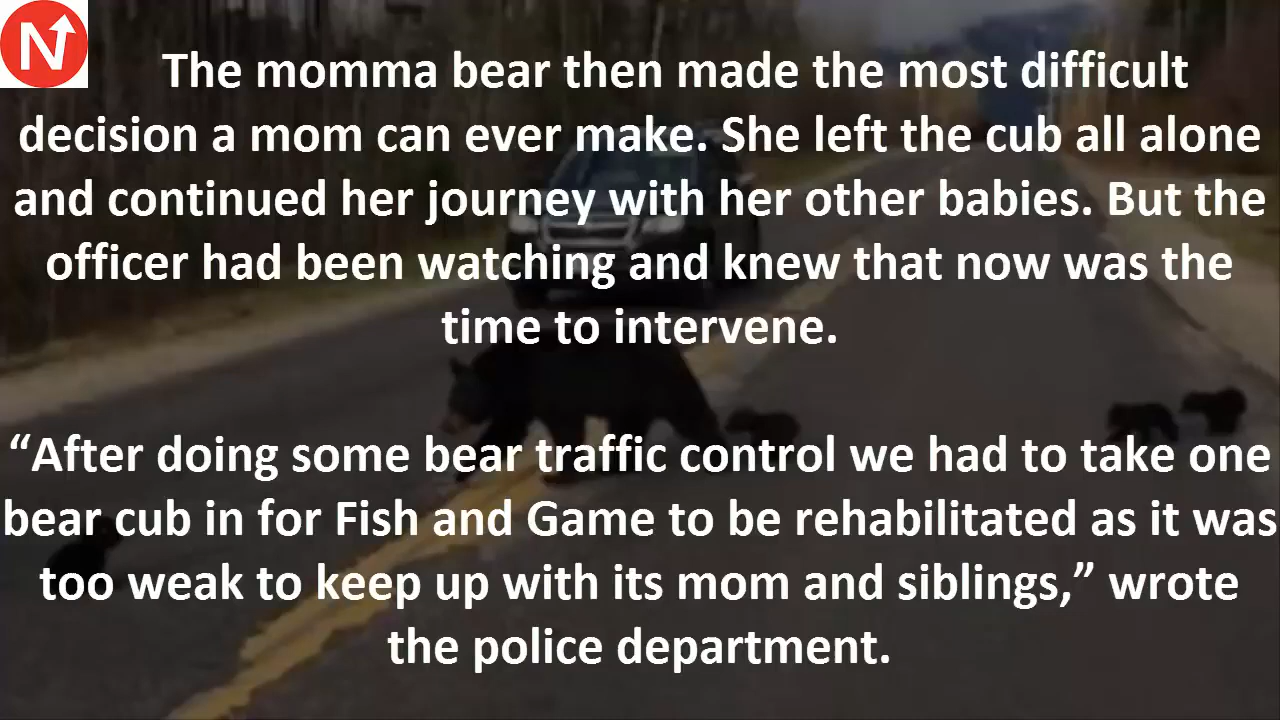 N
The momma bear then made the most difficult
decision a mom can ever make. She left the cub all alone
and continued her journey with her other babies. But the
officer had been watching and knew that now was the
time to intervene.
“After doing some bear traffic control we had to take one
bear cub in for Fish and Game to be rehabilitated as it was
too weak to keep up with its mom and siblings,” wrote
the police department.